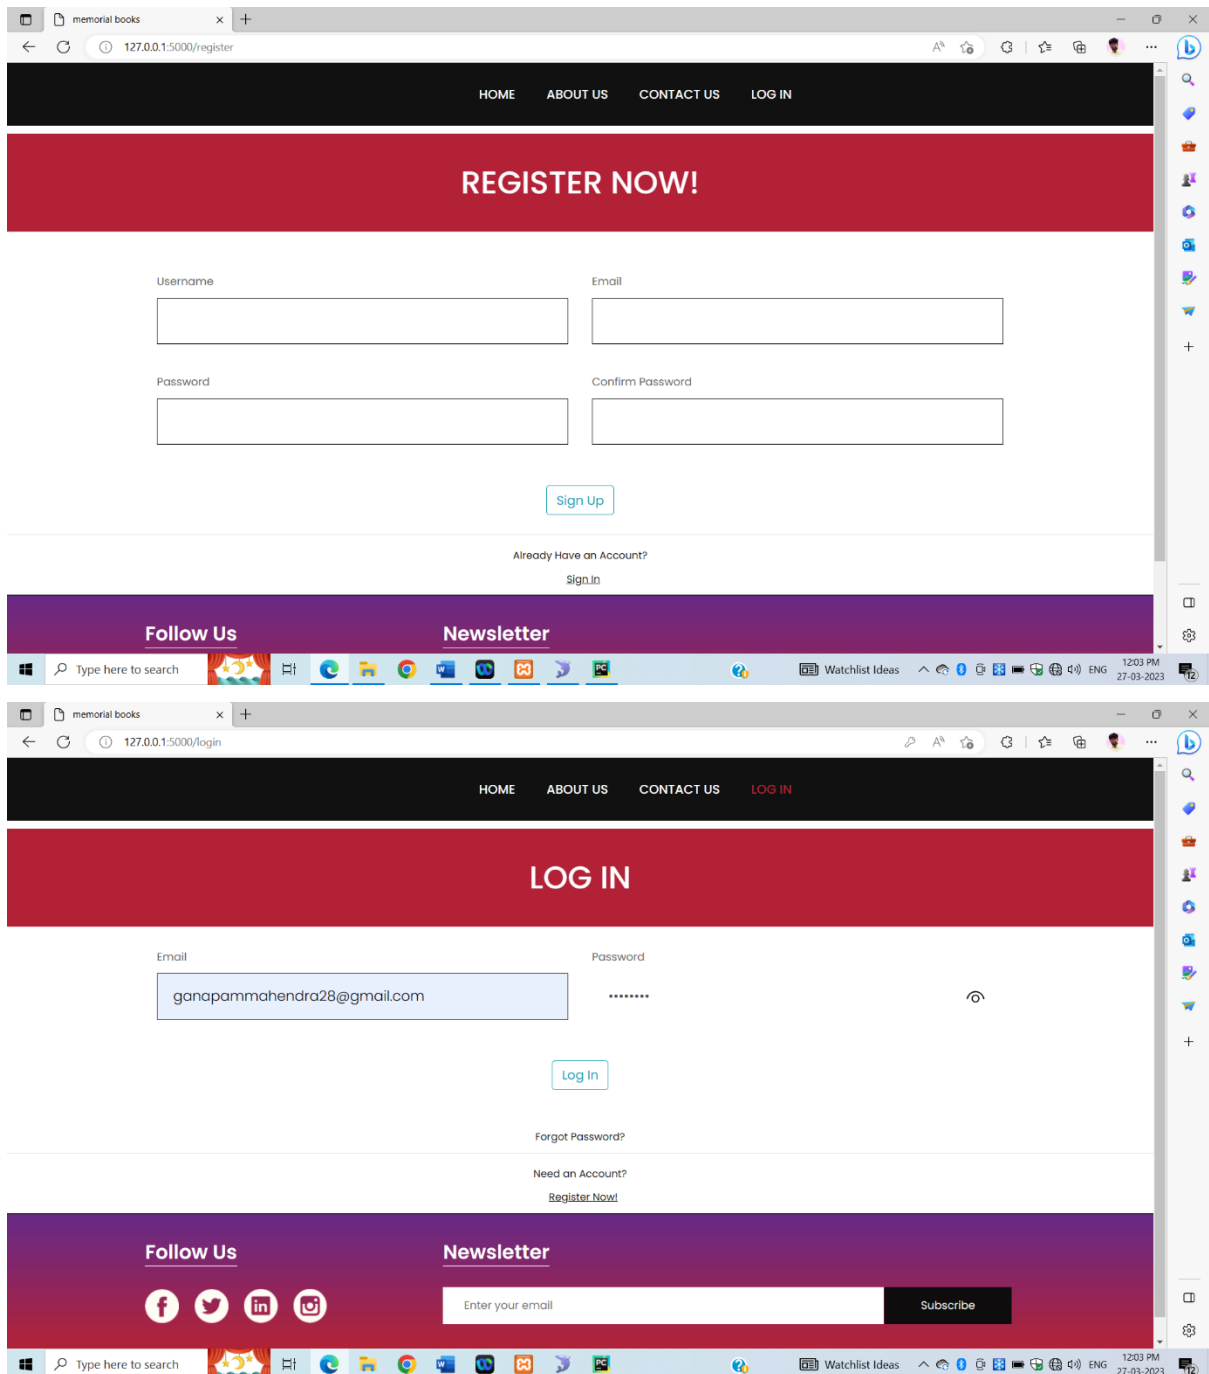 memorial books
127.0.0.1:5000/register
HOME ABOUT US CONTACT US LOG IN
REGISTER NOW!
Username Email
Password Confirm Password
Sign Up
Already Have an Account?
Sign In
Follow Us Newsletter
Type here to search Watchlist Ideas ENG 12:03 PM
27-03-2023
memorial books
127.0.0.1:5000/login
HOME ABOUT US CONTACT US LOG IN
LOG IN
Email Password
ganapammahendra28@gmail.com ••••••••
Log In
Forgot Password?
Need an Account?
Register Now!
Follow Us Newsletter
Enter your email Subscribe
Type here to search Watchlist Ideas ENG 12:03 PM
27-03-2023